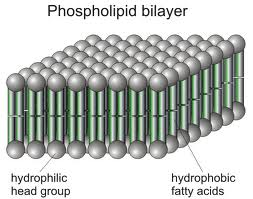 Phospholipid bilayer
hydrophilic
head group
hydrophobic
fatty acids